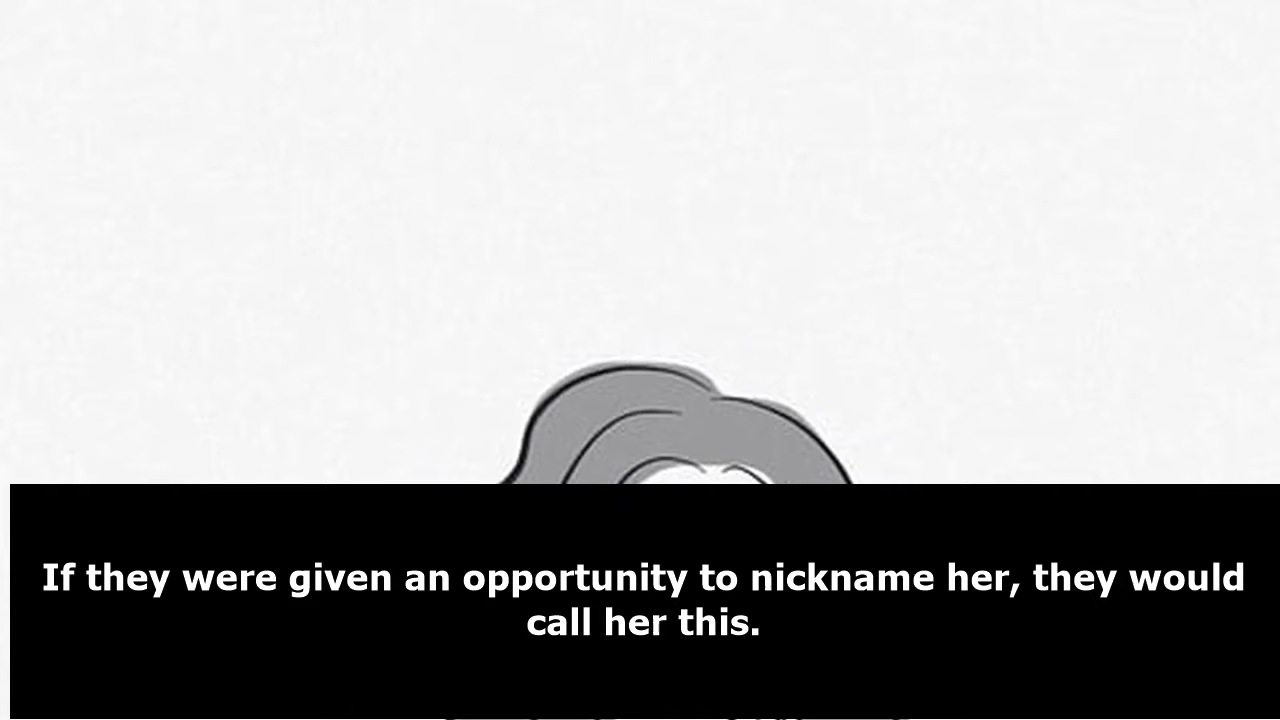 If they were given an opportunity to nickname her, they would
call her this.